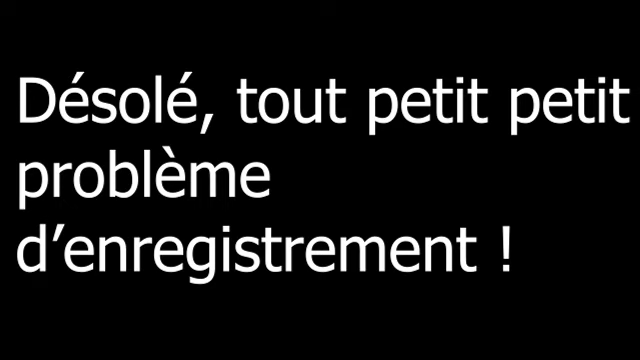 Désolé, tout petit petit
problème
d’enregistrement !